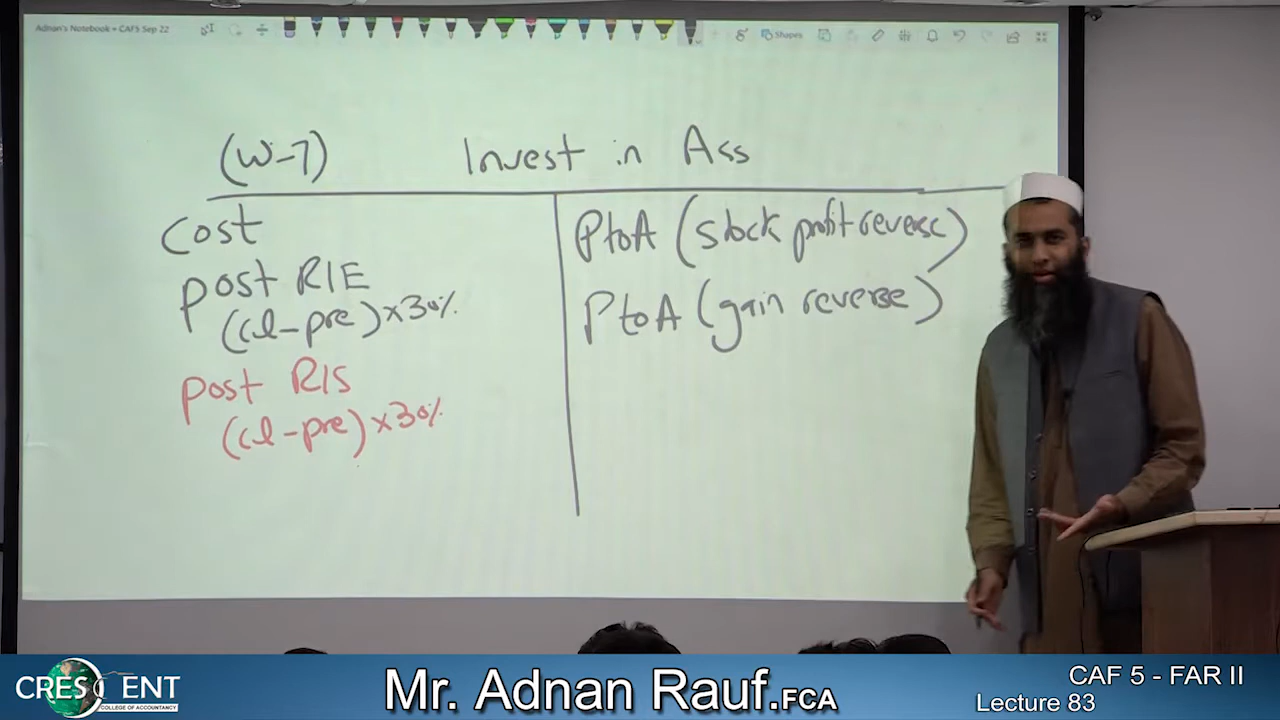 Adnan's Notebook = CAF5 Sep 22
Shapes
(W-7) Invest in Ass
Cost
post R/E
(cl-pre)x30%
post R/S
(cl-pre)x30%
PtoA (stock profit reverse)
PtoA (gain reverse)
CRESCENT
COLLEGE OF ACCOUNTANCY
Mr. Adnan Rauf.FCA
CAF 5 - FAR II
Lecture 83